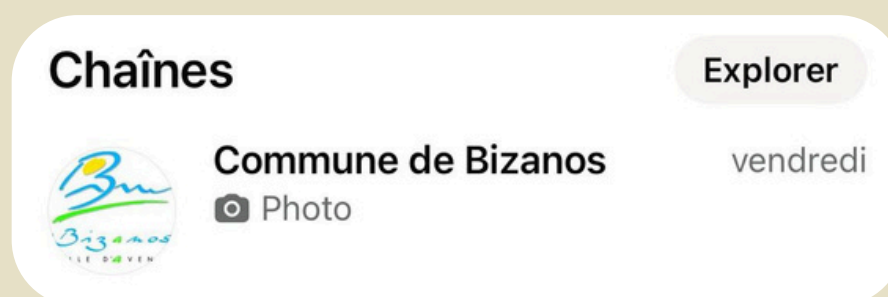 Chaînes
Explorer
Commune de Bizanos
vendredi
Photo
Bizanos